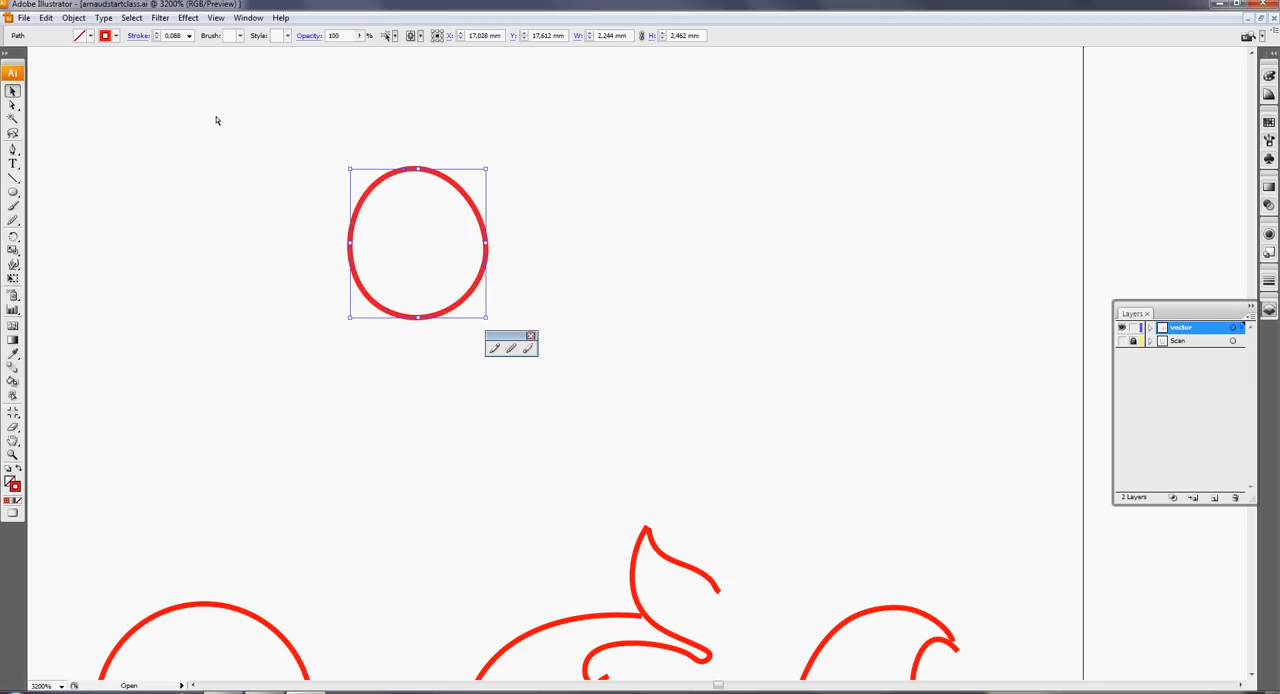 Adobe Illustrator - [arnaudstartclass.ai @ 3200% (RGB/Preview) ]
File Edit Object Type Select Filter Effect View Window Help
Path Stroke: 0,088 Brush: Style: Opacity: 100 % X: 17,028 mm Y: 17,612 mm W: 2,244 mm H: 2,462 mm
Ai
T
Layers x
vector
Scan
2 Layers
3200% Open